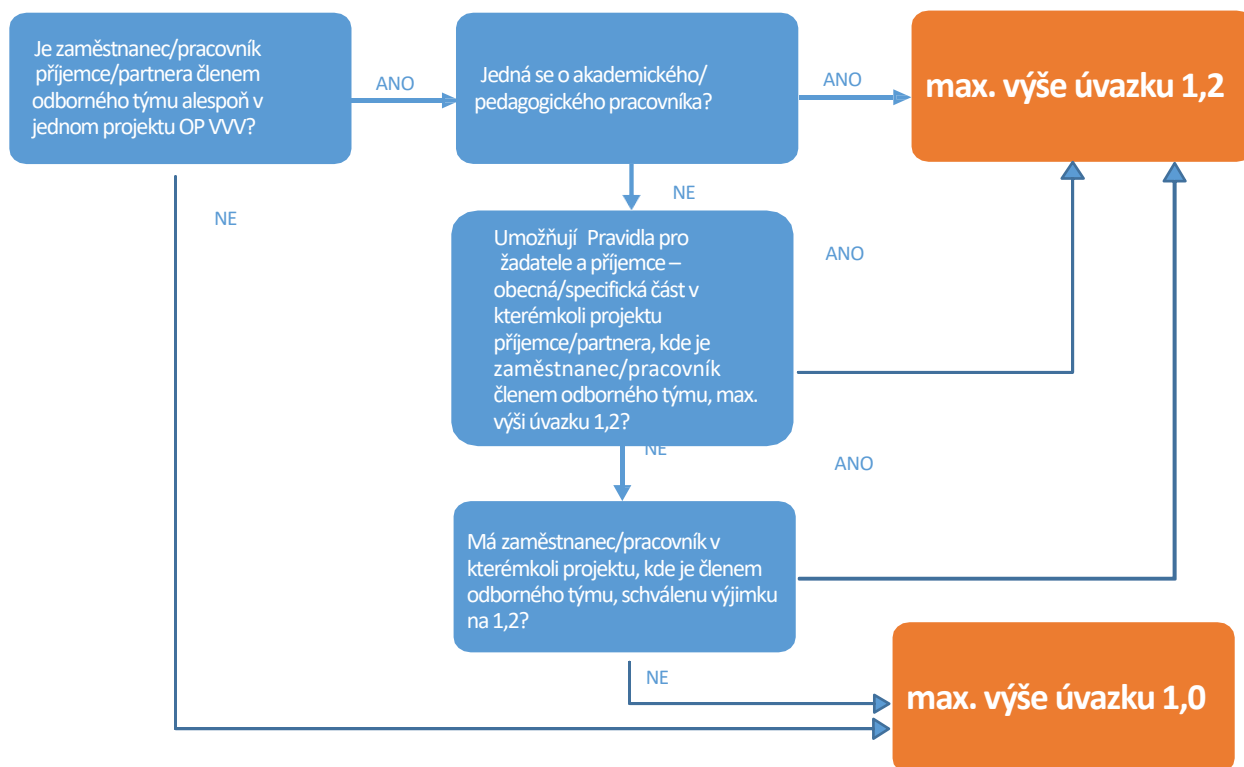 Je zaměstnanec/pracovník
příjemce/partnera členem
odborného týmu alespoň v
jednom projektu OP VVV?
ANO
Jedná se o akademického/
pedagogického pracovníka?
ANO
max. výše úvazku 1,2
NE
NE
Umožňují Pravidla pro
žadatele a příjemce –
obecná/specifická část v
kterémkoli projektu
příjemce/partnera, kde je
zaměstnanec/pracovník
členem odborného týmu, max.
výši úvazku 1,2?
ANO
NE
ANO
Má zaměstnanec/pracovník v
kterémkoli projektu, kde je členem
odborného týmu, schválenu výjimku
na 1,2?
NE
max. výše úvazku 1,0